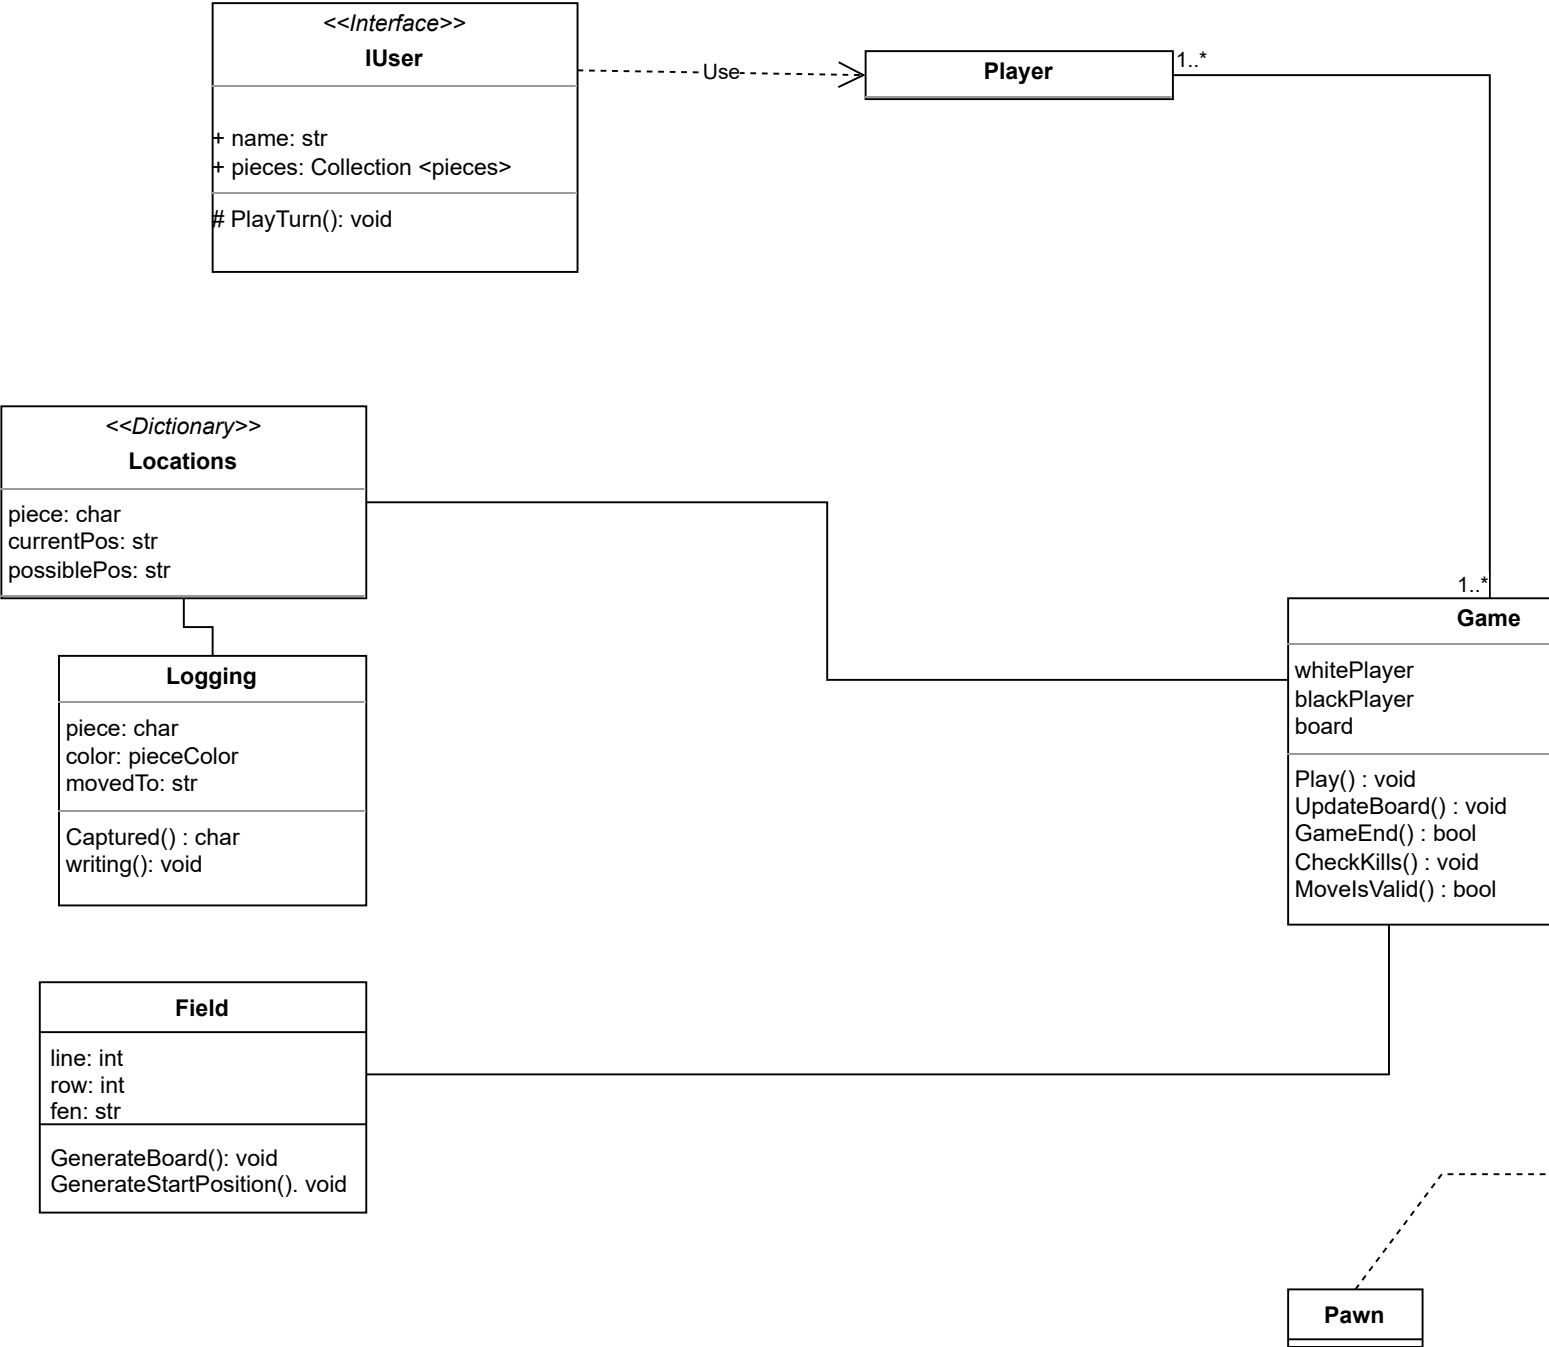 <<Interface>>
IUser
+ name: str
+ pieces: Collection <pieces>
# PlayTurn(): void
Use
Player
1..*
<<Dictionary>>
Locations
piece: char
currentPos: str
possiblePos: str
Logging
piece: char
color: pieceColor
movedTo: str
Captured() : char
writing(): void
1..*
Game
whitePlayer
blackPlayer
board
Play() : void
UpdateBoard() : void
GameEnd() : bool
CheckKills() : void
MoveIsValid() : bool
Field
line: int
row: int
fen: str
GenerateBoard(): void
GenerateStartPosition(). void
Pawn